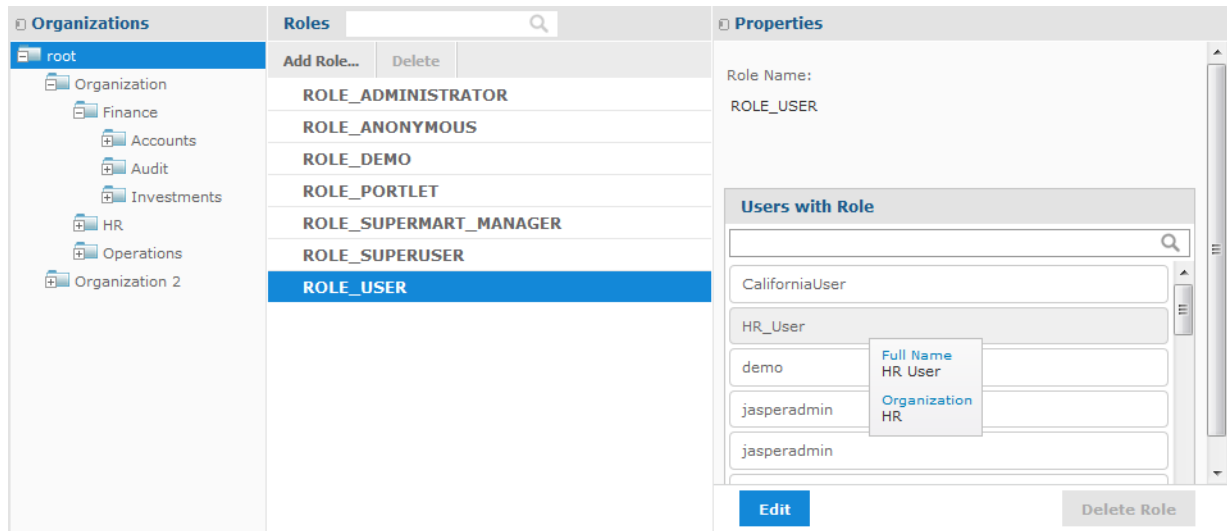 Organizations
root
Organization
Finance
Accounts
Audit
Investments
HR
Operations
Organization 2
Roles
Add Role...
Delete
ROLE_ADMINISTRATOR
ROLE_ANONYMOUS
ROLE_DEMO
ROLE_PORTLET
ROLE_SUPERMART_MANAGER
ROLE_SUPERUSER
ROLE_USER
Properties
Role Name:
ROLE_USER
Users with Role
CaliforniaUser
HR_User
demo
jasperadmin
jasperadmin
Full Name
HR User
Organization
HR
Edit
Delete Role